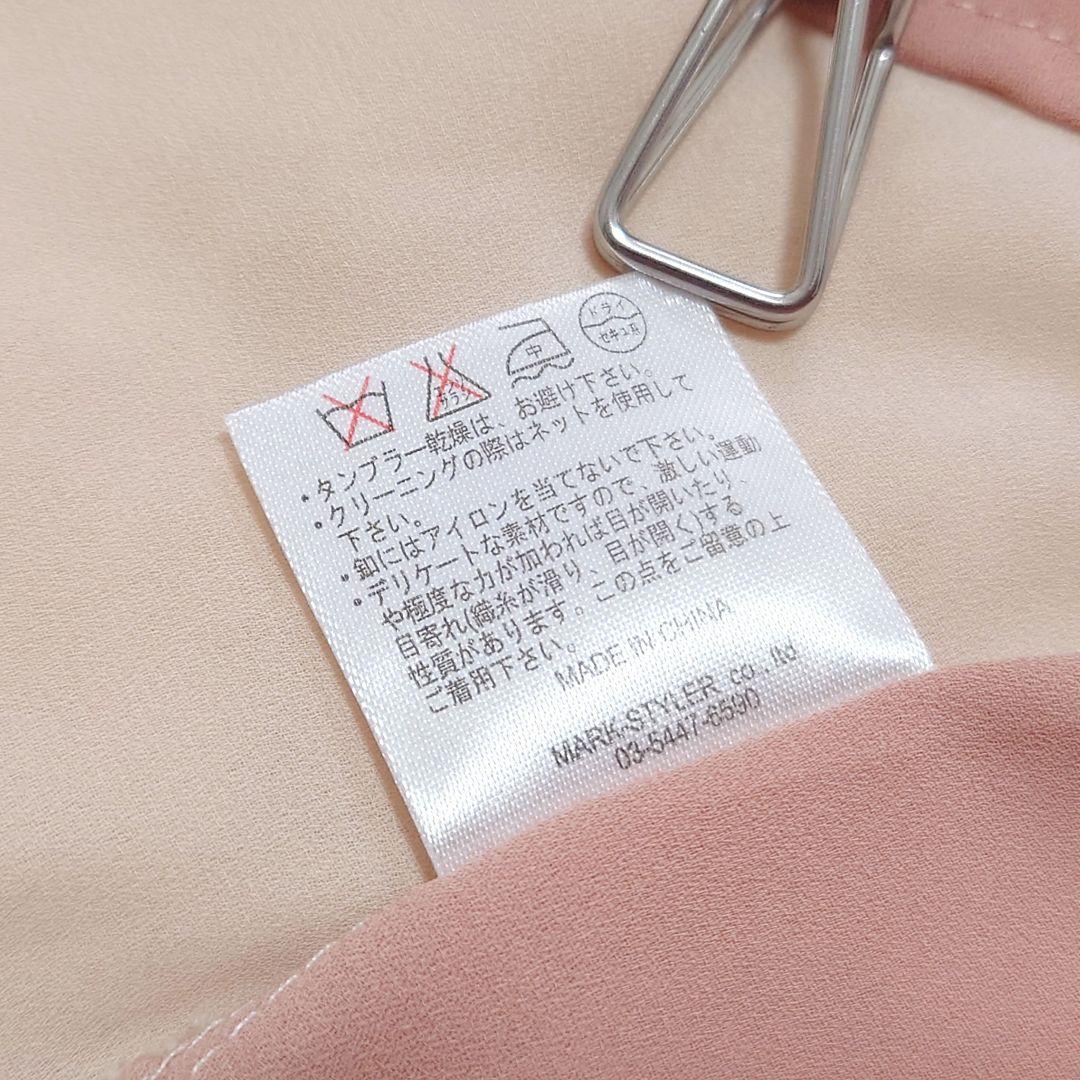 中 ドライ
エンソ サラシ セキユ系
・タンブラー乾燥は、お避け下さい。
・クリーニングの際はネットを使用して
下さい。
・釦にはアイロンを当てないで下さい。
・デリケートな素材ですので、激しい運動
や極度な力が加われば目が開いたり、
目寄れ(織糸が滑り、目が開く)する
性質があります。この点をご留意の上
ご着用下さい。
MADE IN CHINA
MARK-STYLER co., ltd
03-5447-6590